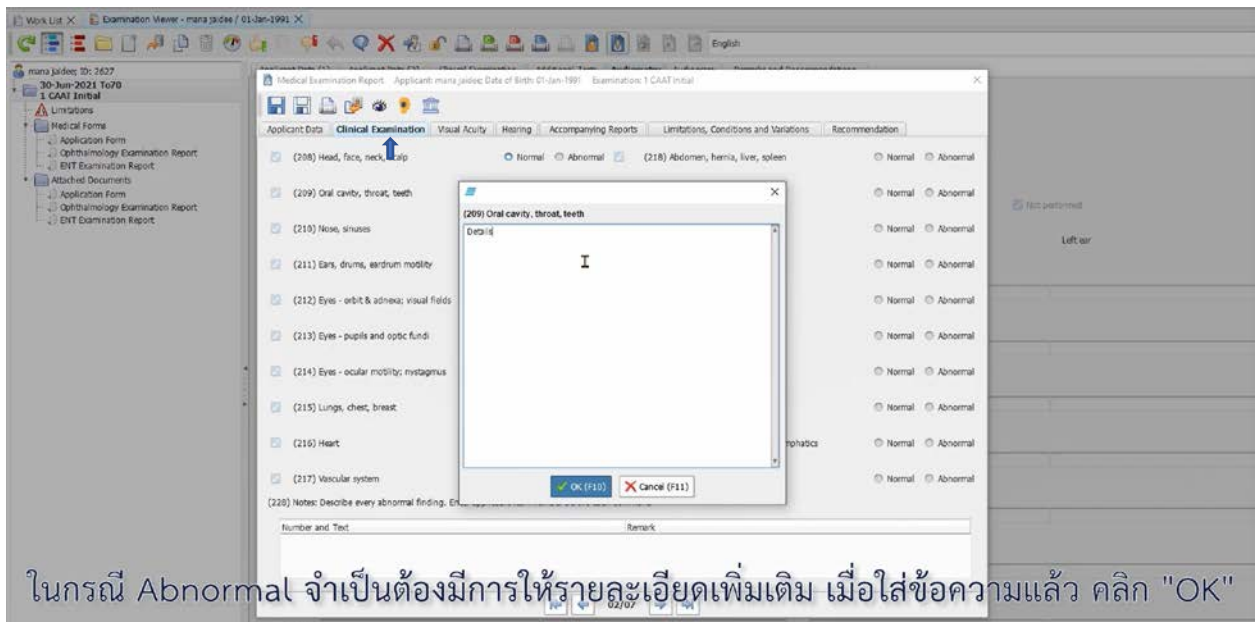 Work List
Examination Viewer - mana jaidee / 01-Jan-1991
English
mana jaidee; ID: 2627
30-Jun-2021 To70
1 CAAT Initial
Limitations
Medical Forms
Application Form
Ophthalmology Examination Report
ENT Examination Report
Attached Documents
Application Form
Ophthalmology Examination Report
ENT Examination Report
Medical Examination Report Applicant: mana jaidee; Date of Birth: 01-Jan-1991 Examination: 1 CAAT Initial
Applicant Data Clinical Examination Visual Acuity Hearing Accompanying Reports Limitations, Conditions and Variations Recommendation
(208) Head, face, neck, scalp Normal Abnormal (218) Abdomen, hernia, liver, spleen Normal Abnormal
(209) Oral cavity, throat, teeth Normal Abnormal
(210) Nose, sinuses Normal Abnormal
(211) Ears, drums, eardrum motility Normal Abnormal
(212) Eyes - orbit & adnexa; visual fields Normal Abnormal
(213) Eyes - pupils and optic fundi Normal Abnormal
(214) Eyes - ocular motility; nystagmus Normal Abnormal
(215) Lungs, chest, breast Normal Abnormal
(216) Heart Normal Abnormal
(217) Vascular system Normal Abnormal
(228) Notes: Describe every abnormal finding.
Number and Text Remark
(209) Oral cavity, throat, teeth
Details
OK (F10) Cancel (F11)
Not performed
Left ear
02/07
ในกรณี Abnormal จำเป็นต้องมีการให้รายละเอียดเพิ่มเติม เมื่อใส่ข้อความแล้ว คลิก "OK"